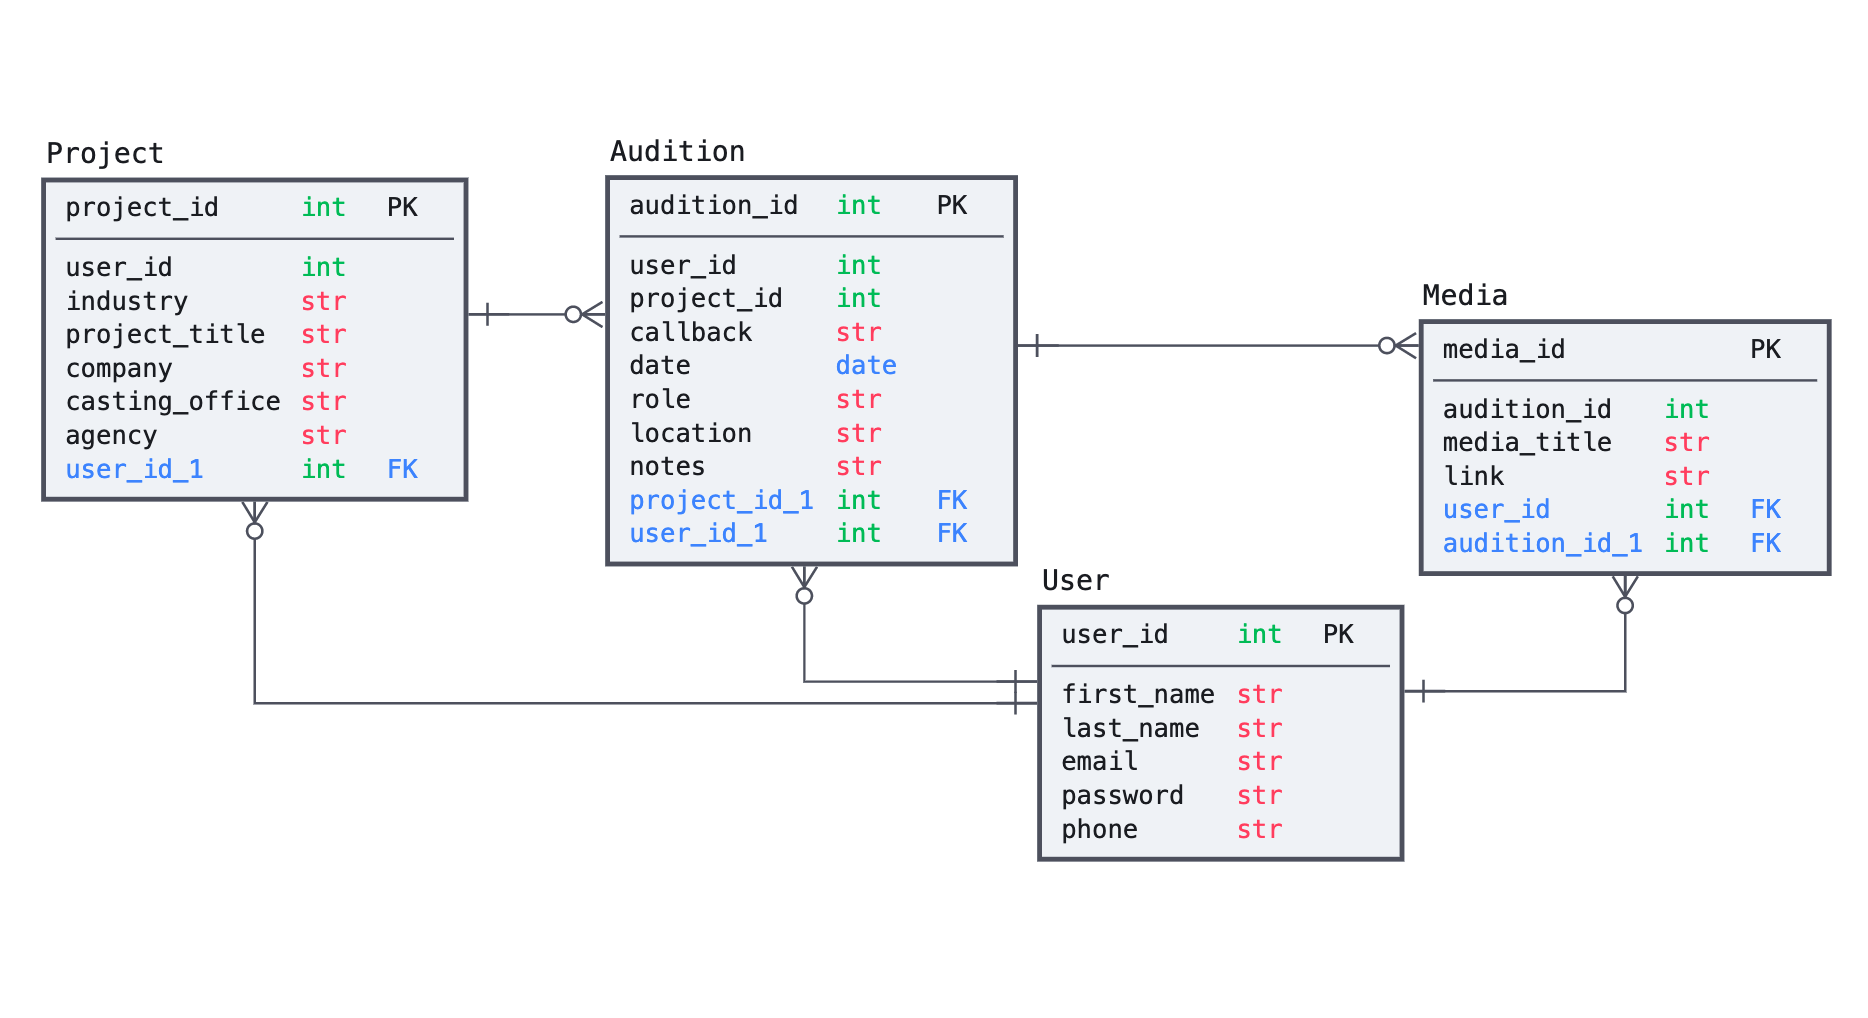 Project
project_id int PK
user_id int
industry str
project_title str
company str
casting_office str
agency str
user_id_1 int FK
Audition
audition_id int PK
user_id int
project_id int
callback str
date date
role str
location str
notes str
project_id_1 int FK
user_id_1 int FK
Media
media_id PK
audition_id int
media_title str
link str
user_id int FK
audition_id_1 int FK
User
user_id int PK
first_name str
last_name str
email str
password str
phone str